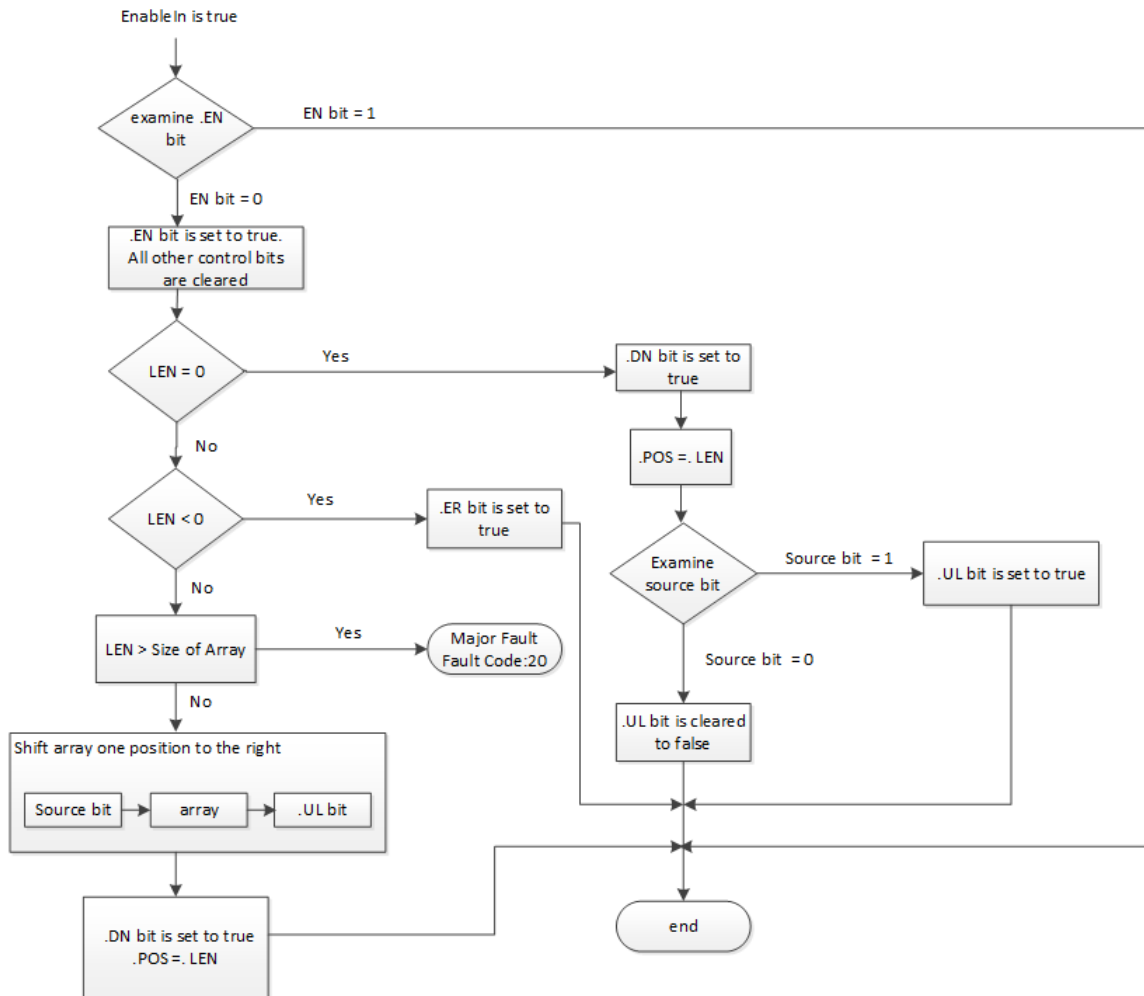 EnableIn is true
examine .EN
bit
EN bit = 1
EN bit = 0
.EN bit is set to true.
All other control bits
are cleared
LEN = 0
Yes
.DN bit is set to
true
No
.POS =. LEN
LEN < 0
Yes
.ER bit is set to
true
Examine
source bit
Source bit = 1
.UL bit is set to true
No
LEN > Size of Array
Yes
Major Fault
Fault Code:20
Source bit = 0
No
.UL bit is cleared
to false
Shift array one position to the right
Source bit
array
.UL bit
.DN bit is set to true
.POS =. LEN
end